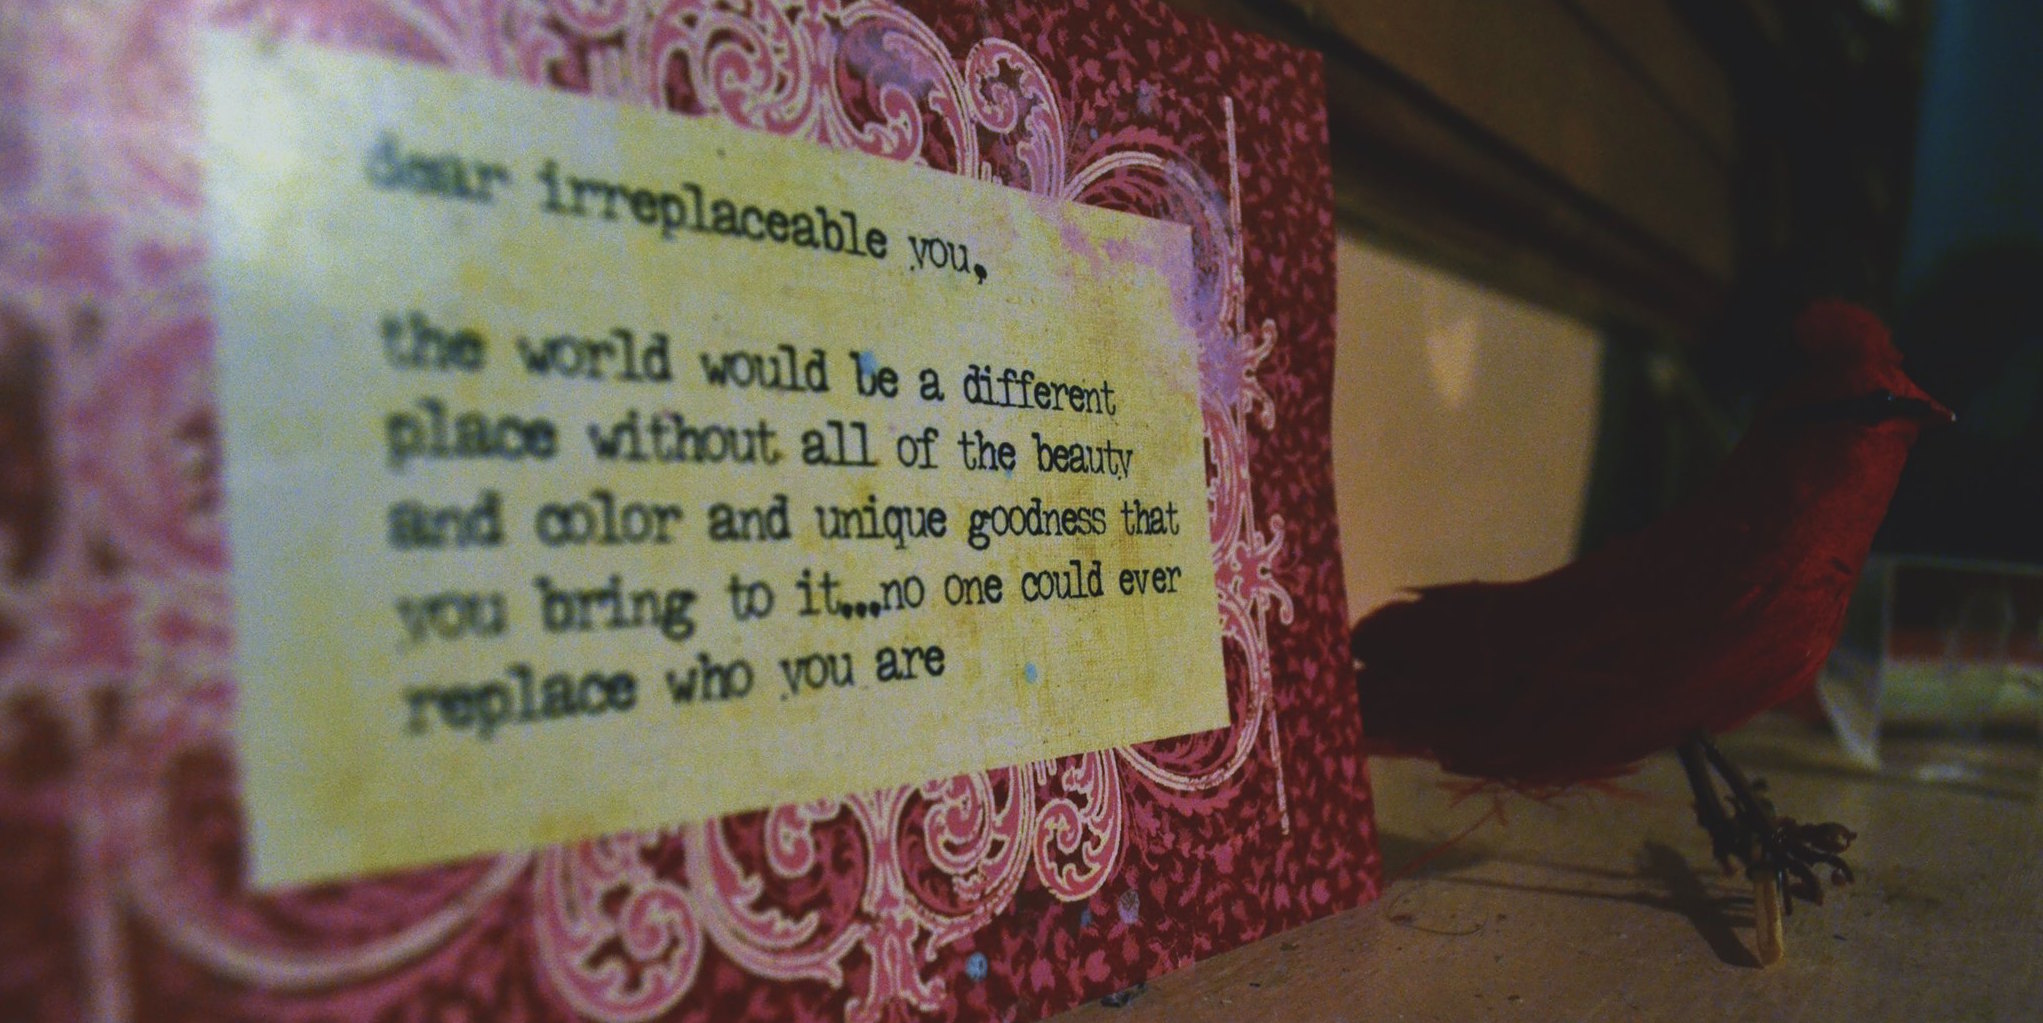 dear irreplaceable you,
the world would be a different
place without all of the beauty
and color and unique goodness that
you bring to it...no one could ever
replace who you are